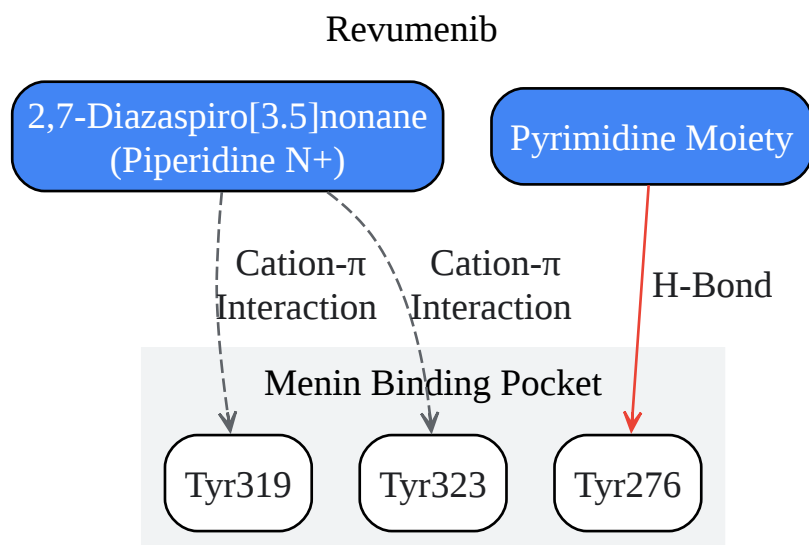 Revumenib
2,7-Diazaspiro[3.5]nonane
(Piperidine N+)
Pyrimidine Moiety
Cation-π
Interaction
Cation-π
Interaction
H-Bond
Menin Binding Pocket
Tyr319
Tyr323
Tyr276